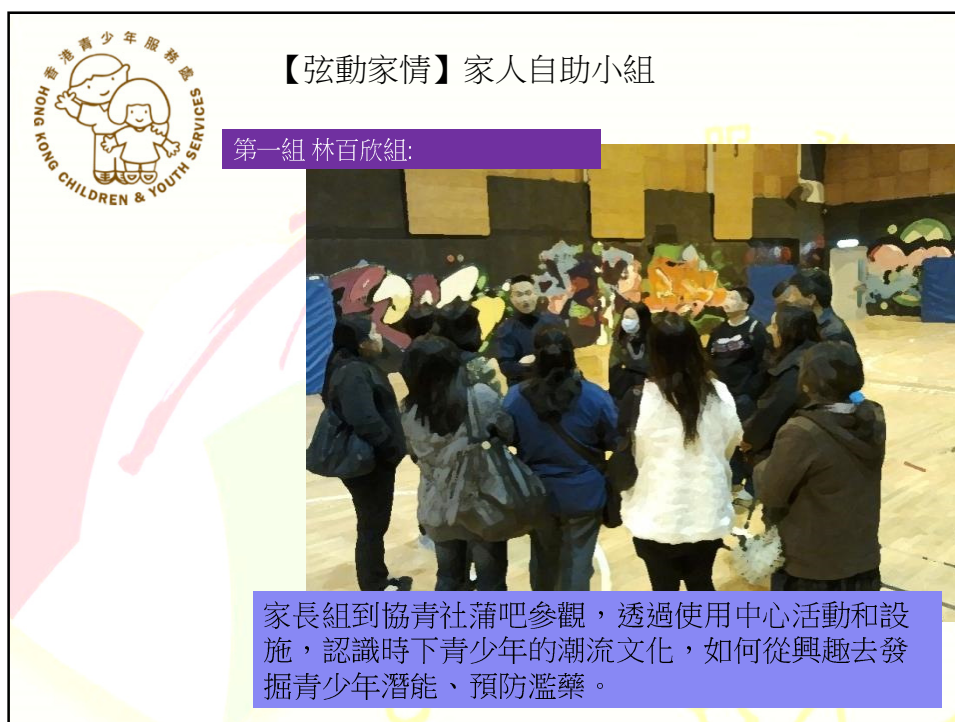 香港青少年服務處
HONG KONG CHILDREN & YOUTH SERVICES
【弦動家情】家人自助小組
第一組 林百欣組:
家長組到協青社蒲吧參觀，透過使用中心活動和設
施，認識時下青少年的潮流文化，如何從興趣去發
掘青少年潛能、預防濫藥。